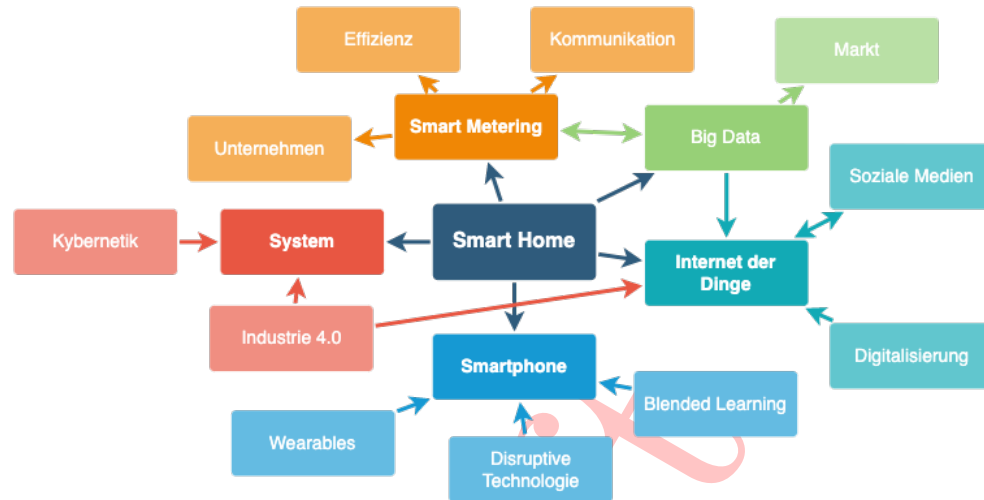 Effizienz
Kommunikation
Markt
Smart Metering
Big Data
Unternehmen
Soziale Medien
Kybernetik
System
Smart Home
Internet der
Dinge
Industrie 4.0
Digitalisierung
Smartphone
Blended Learning
Wearables
Disruptive
Technologie